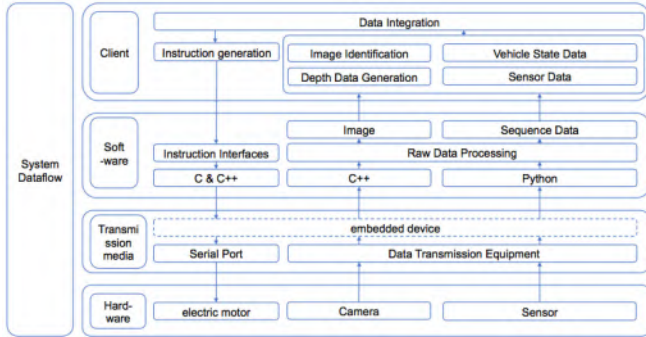 System
Dataflow
Client
Data Integration
Instruction generation
Image Identification
Vehicle State Data
Depth Data Generation
Sensor Data
Soft
-ware
Image
Sequence Data
Instruction Interfaces
Raw Data Processing
C & C++
C++
Python
Transmi
ssion
media
embedded device
Serial Port
Data Transmission Equipment
Hard-
ware
electric motor
Camera
Sensor